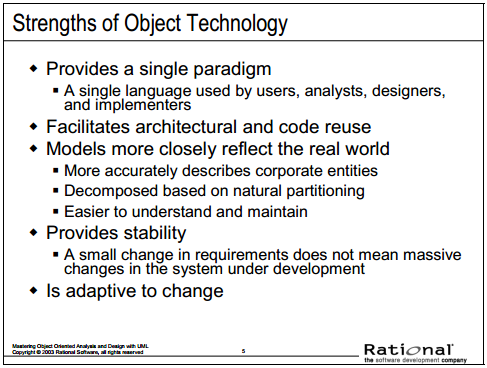 Strengths of Object Technology
Provides a single paradigm
A single language used by users, analysts, designers,
and implementers
Facilitates architectural and code reuse
Models more closely reflect the real world
More accurately describes corporate entities
Decomposed based on natural partitioning
Easier to understand and maintain
Provides stability
A small change in requirements does not mean massive
changes in the system under development
Is adaptive to change
Mastering Object Oriented Analysis and Design with UML
Copyright © 2003 Rational Software, all rights reserved
5
Rational®
the software development company